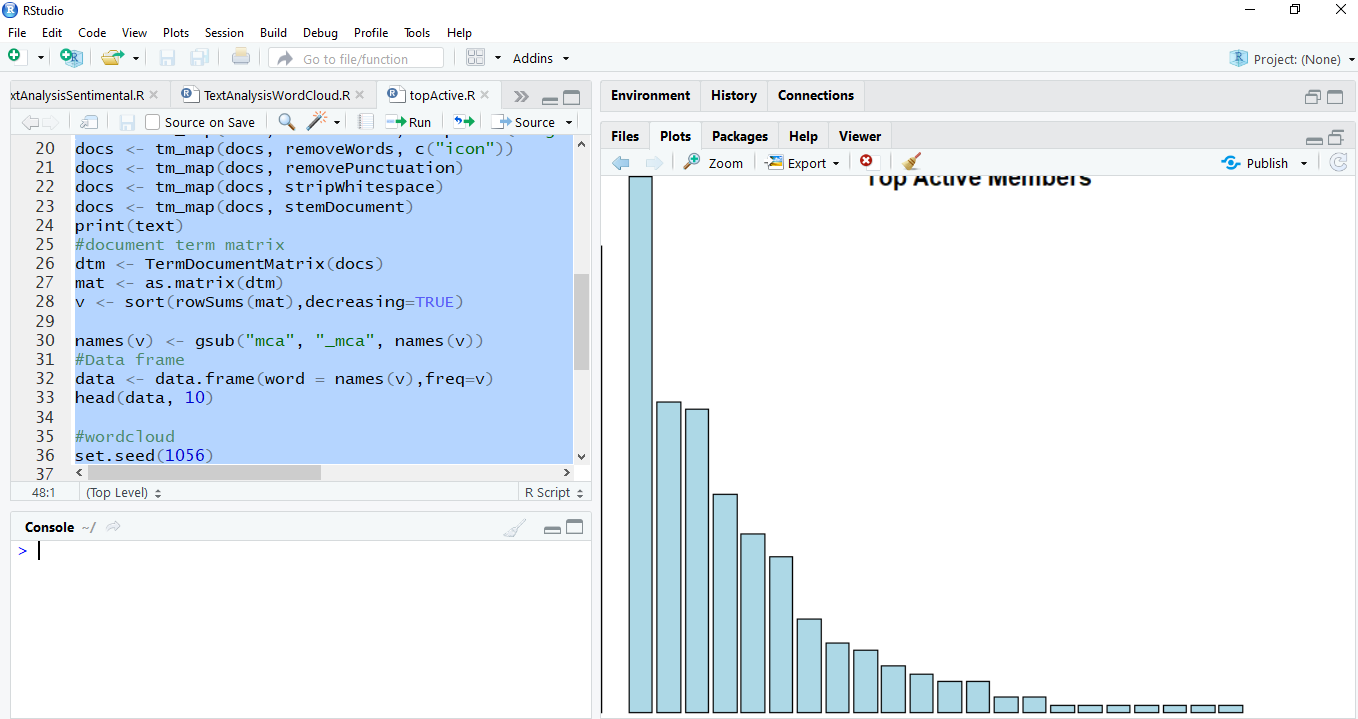 RStudio
File Edit Code View Plots Session Build Debug Profile Tools Help
Go to file/function Addins Project: (None)
xtAnalysisSentimental.R TextAnalysisWordCloud.R topActive.R
Source on Save Run Source
20 docs <- tm_map(docs, removeWords, c("icon"))
21 docs <- tm_map(docs, removePunctuation)
22 docs <- tm_map(docs, stripWhitespace)
23 docs <- tm_map(docs, stemDocument)
24 print(text)
25 #document term matrix
26 dtm <- TermDocumentMatrix(docs)
27 mat <- as.matrix(dtm)
28 v <- sort(rowSums(mat),decreasing=TRUE)
29
30 names(v) <- gsub("mca", "_mca", names(v))
31 #Data frame
32 data <- data.frame(word = names(v),freq=v)
33 head(data, 10)
34
35 #wordcloud
36 set.seed(1056)
37
48:1 (Top Level) R Script
Console ~/
>
Environment History Connections
Files Plots Packages Help Viewer
Zoom Export Publish
Top Active Members